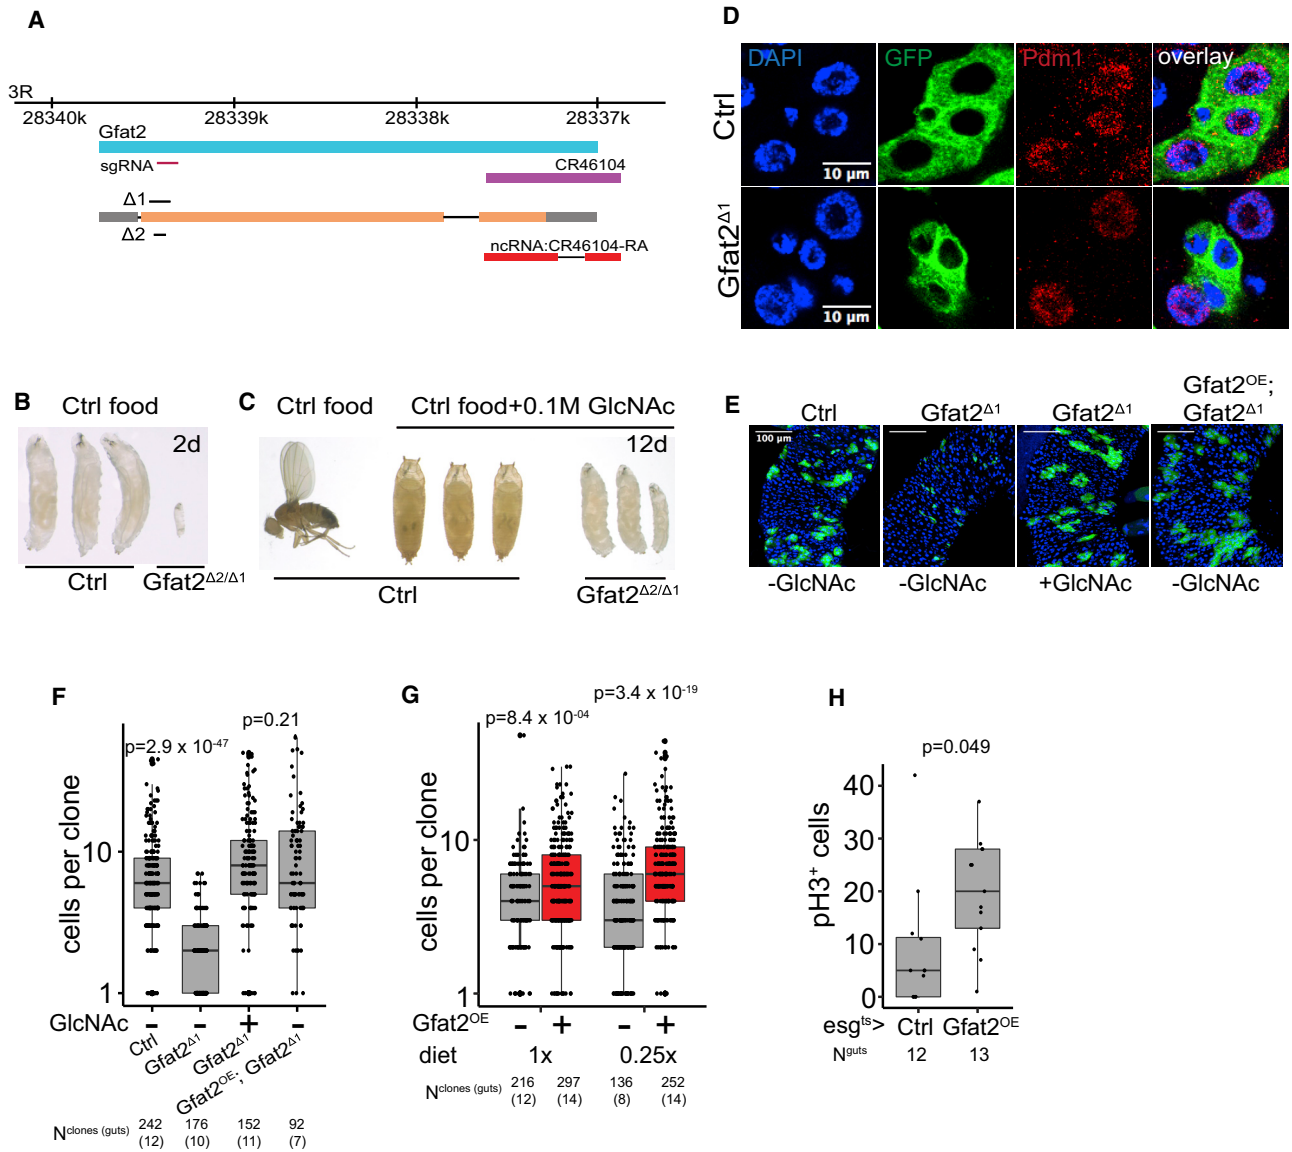 A
3R
28340k 28339k 28338k 28337k
Gfat2
sgRNA
CR46104
Δ1
Δ2
ncRNA:CR46104-RA
B
Ctrl food
2d
Ctrl Gfat2Δ2/Δ1
C
Ctrl food Ctrl food+0.1M GlcNAc
12d
Ctrl Gfat2Δ2/Δ1
D
DAPI GFP Pdm1 overlay
Ctrl
10 µm
Gfat2Δ1
10 µm
E
Ctrl Gfat2Δ1 Gfat2Δ1 Gfat2OE; Gfat2Δ1
100 µm
-GlcNAc -GlcNAc +GlcNAc -GlcNAc
F
p=2.9 x 10-47
p=0.21
cells per clone
10
1
GlcNAc - - + -
Ctrl Gfat2Δ1 Gfat2Δ1 Gfat2OE; Gfat2Δ1
Nclones (guts) 242 (12) 176 (10) 152 (11) 92 (7)
G
p=8.4 x 10-04
p=3.4 x 10-19
cells per clone
10
1
Gfat2OE - + - +
diet 1x 0.25x
Nclones (guts) 216 (12) 297 (14) 136 (8) 252 (14)
H
p=0.049
pH3+ cells
40
30
20
10
0
esgts> Ctrl Gfat2OE
Nguts 12 13